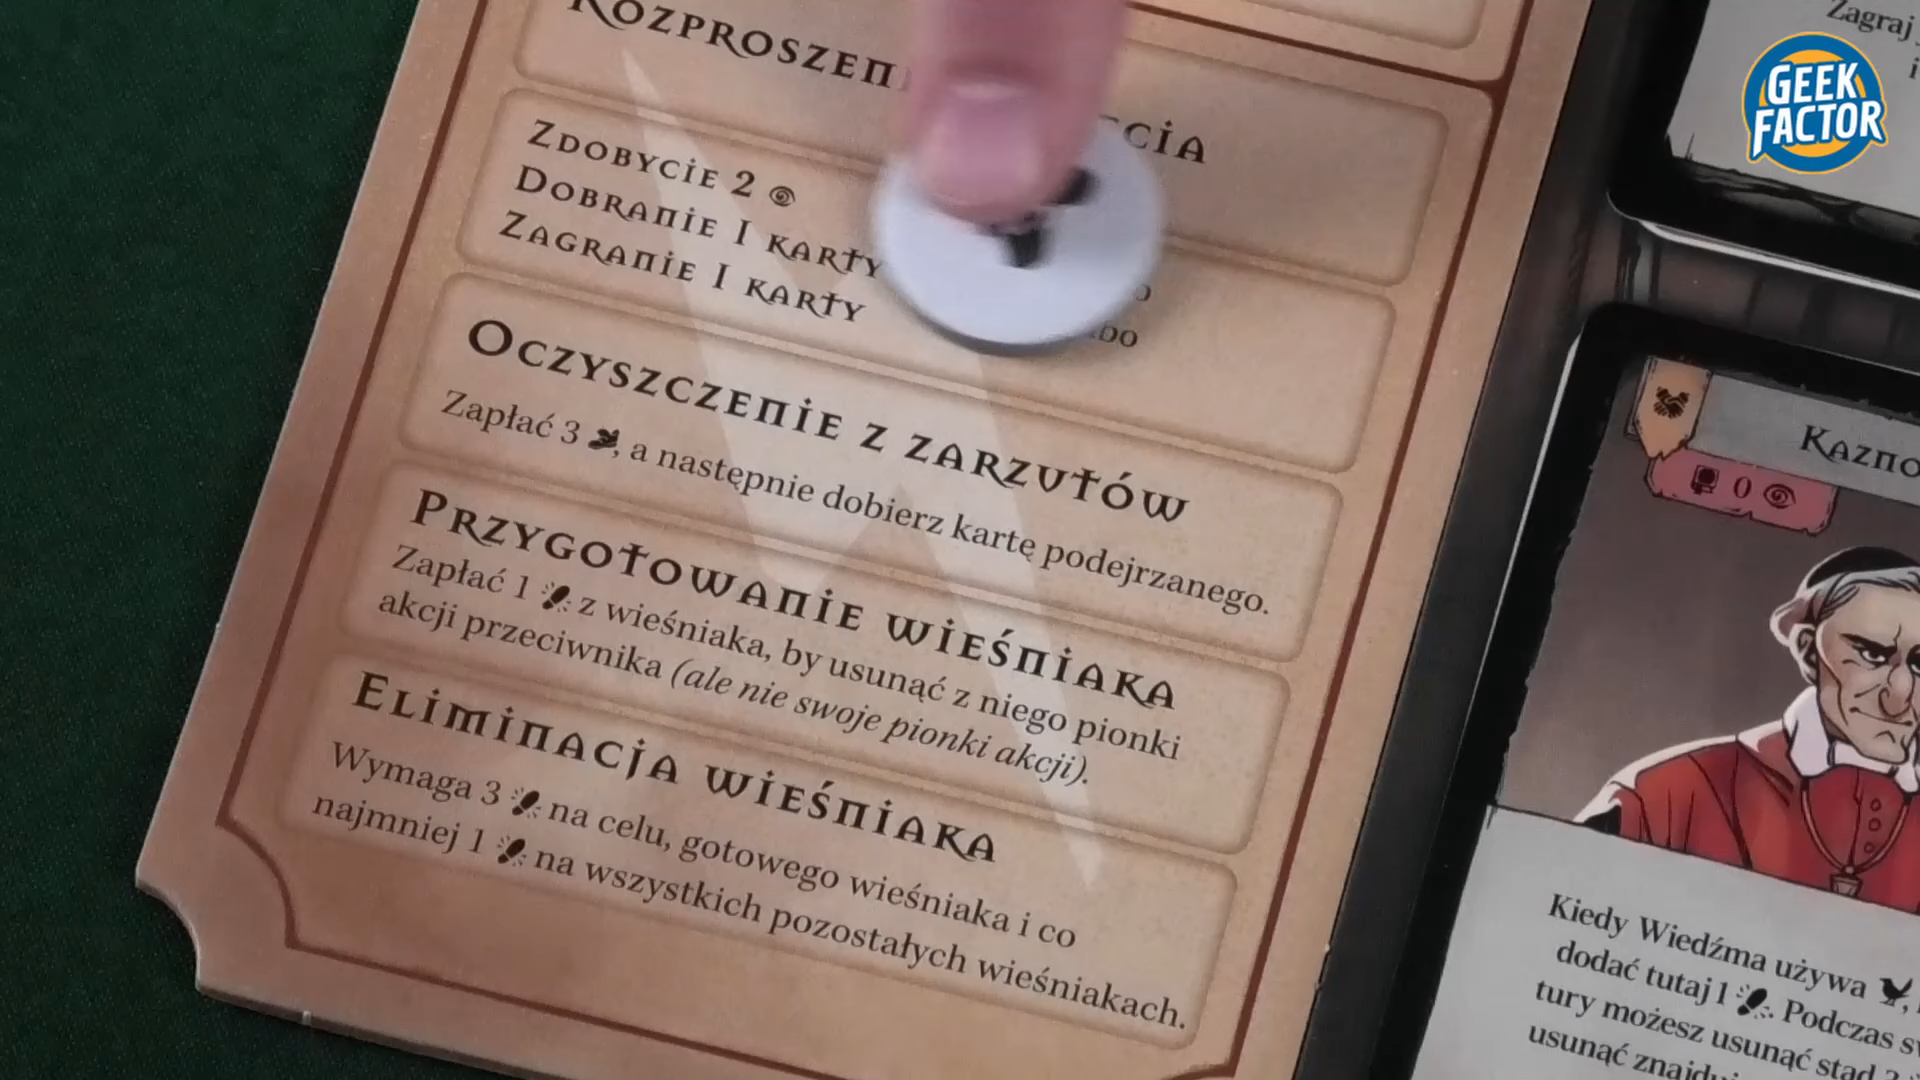 Zdobycie 2
Dobranie 1 karty
Zagranie 1 karty
Oczyszczenie z zarzutów
Zapłać 3 , a następnie dobierz kartę podejrzanego.
Przygotowanie wieśniaka
Zapłać 1 z wieśniaka, by usunąć z niego pionki
akcji przeciwnika (ale nie swoje pionki akcji).
Eliminacja wieśniaka
Wymaga 3 na celu, gotowego wieśniaka i co
najmniej 1 na wszystkich pozostałych wieśniakach.
Zagraj
GEEK
FACTOR
0
Kiedy Wiedźma używa
dodać tutaj 1 . Podczas
tury możesz usunąć stąd
usunąć